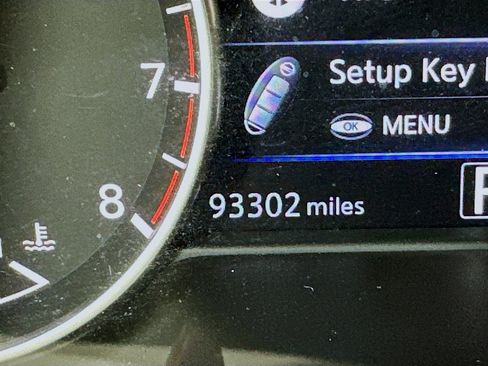 7
Setup Key
OK MENU
8
93302 miles